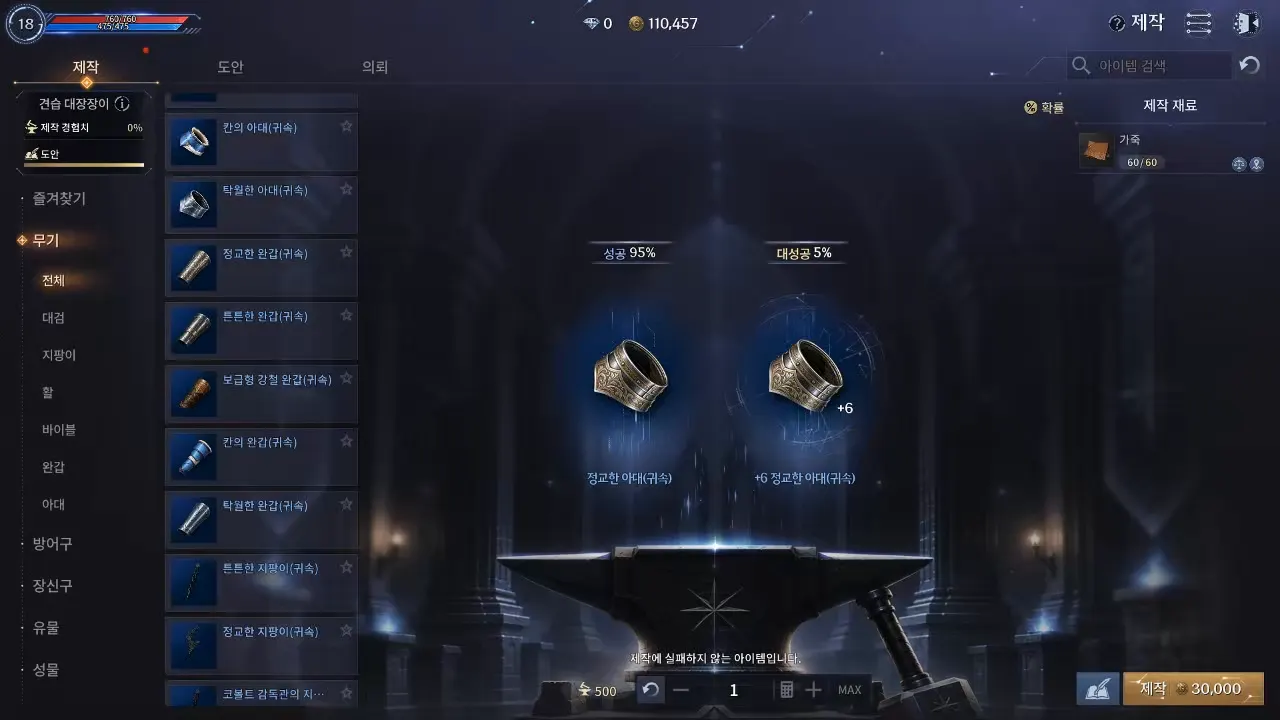 18
760/760
475/475
0
110,457
? 제작
제작
도안
의뢰
아이템 검색
견습 대장장이
제작 경험치 0%
도안
% 확률
제작 재료
가죽
60/60
즐겨찾기
무기
전체
대검
지팡이
활
바이블
완갑
아대
방어구
장신구
유물
성물
칸의 아대(귀속)
탁월한 아대(귀속)
정교한 완갑(귀속)
튼튼한 완갑(귀속)
보급형 강철 완갑(귀속)
칸의 완갑(귀속)
탁월한 완갑(귀속)
튼튼한 지팡이(귀속)
정교한 지팡이(귀속)
코볼트 감독관의 지…
성공 95%
대성공 5%
+6
정교한 아대(귀속)
+6 정교한 아대(귀속)
제작에 실패하지 않는 아이템입니다.
500
1
MAX
제작 30,000